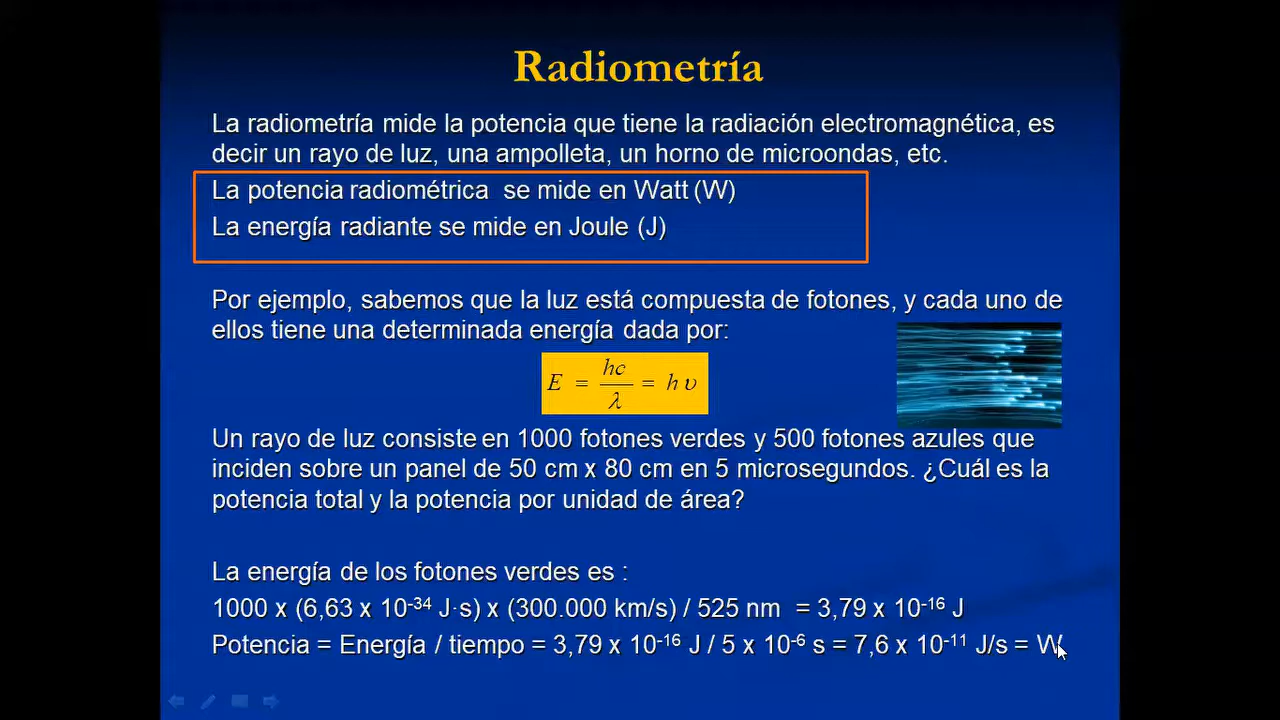 Radiometría
La radiometría mide la potencia que tiene la radiación electromagnética, es
decir un rayo de luz, una ampolleta, un horno de microondas, etc.
La potencia radiométrica  se mide en Watt (W)
La energía radiante se mide en Joule (J)
Por ejemplo, sabemos que la luz está compuesta de fotones, y cada uno de
ellos tiene una determinada energía dada por:
E = hc/λ = h υ
Un rayo de luz consiste en 1000 fotones verdes y 500 fotones azules que
inciden sobre un panel de 50 cm x 80 cm en 5 microsegundos. ¿Cuál es la
potencia total y la potencia por unidad de área?
La energía de los fotones verdes es :
1000 x (6,63 x 10⁻³⁴ J·s) x (300.000 km/s) / 525 nm  = 3,79 x 10⁻¹⁶ J
Potencia = Energía / tiempo = 3,79 x 10⁻¹⁶ J / 5 x 10⁻⁶ s = 7,6 x 10⁻¹¹ J/s = W